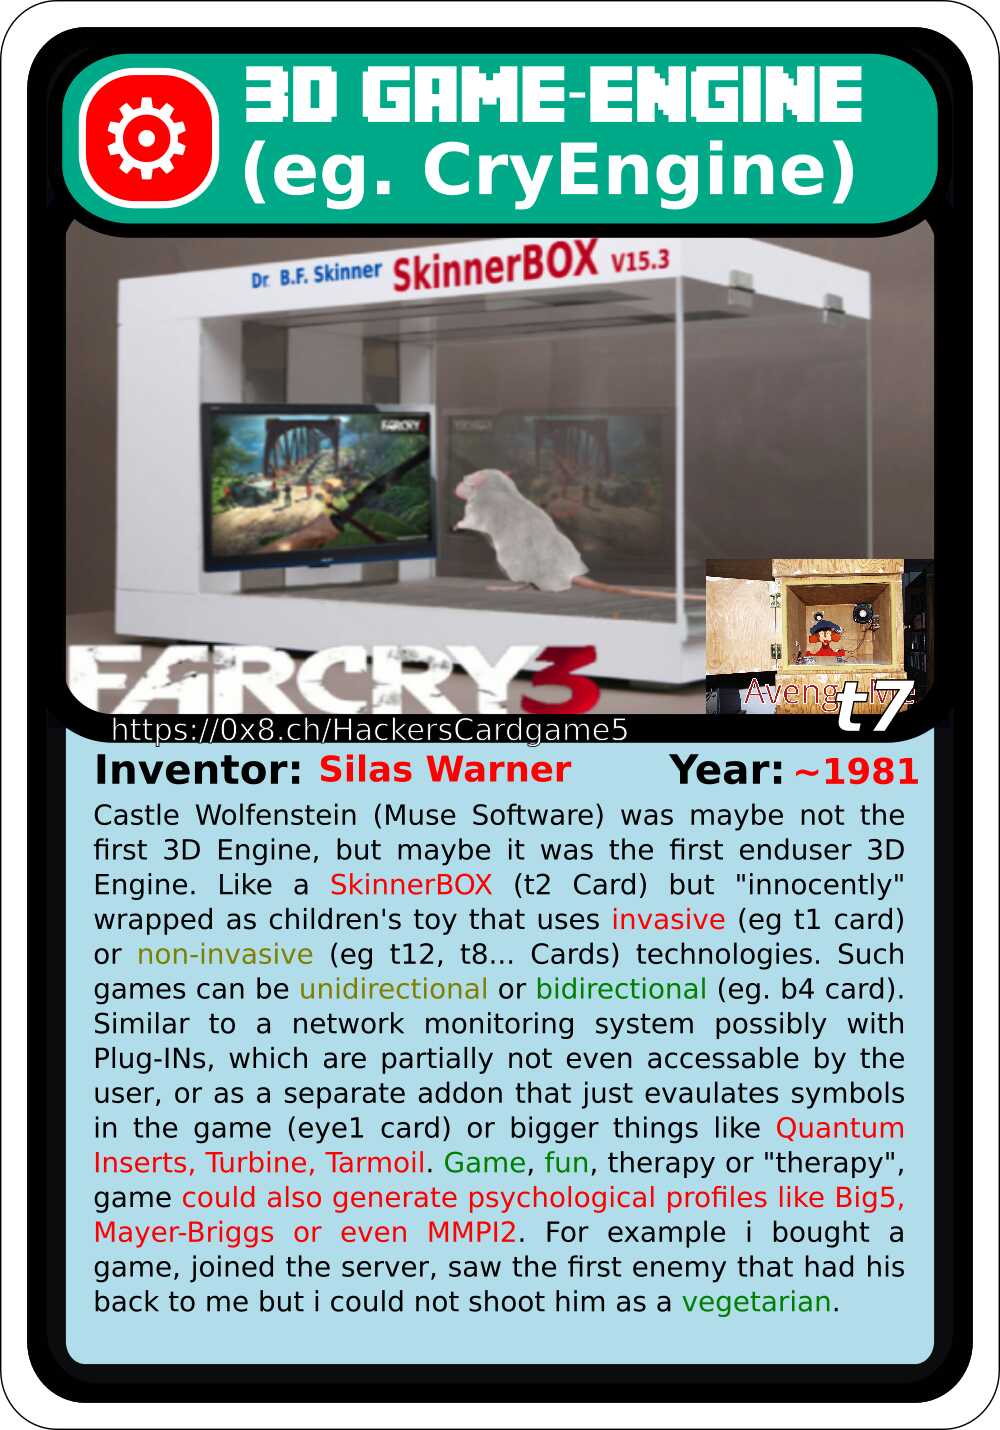 3D GAME-ENGINE
(eg. CryEngine)
Dr. B.F. Skinner SkinnerBOX V15.3
FARCRY3
FARCRY3
Aveng
t7
https://0x8.ch/HackersCardgame5
Inventor: Silas Warner Year: ~1981
Castle Wolfenstein (Muse Software) was maybe not the
first 3D Engine, but maybe it was the first enduser 3D
Engine. Like a SkinnerBOX (t2 Card) but "innocently"
wrapped as children's toy that uses invasive (eg t1 card)
or non-invasive (eg t12, t8... Cards) technologies. Such
games can be unidirectional or bidirectional (eg. b4 card).
Similar to a network monitoring system possibly with
Plug-INs, which are partially not even accessable by the
user, or as a separate addon that just evaulates symbols
in the game (eye1 card) or bigger things like Quantum
Inserts, Turbine, Tarmoil. Game, fun, therapy or "therapy",
game could also generate psychological profiles like Big5,
Mayer-Briggs or even MMPI2. For example i bought a
game, joined the server, saw the first enemy that had his
back to me but i could not shoot him as a vegetarian.